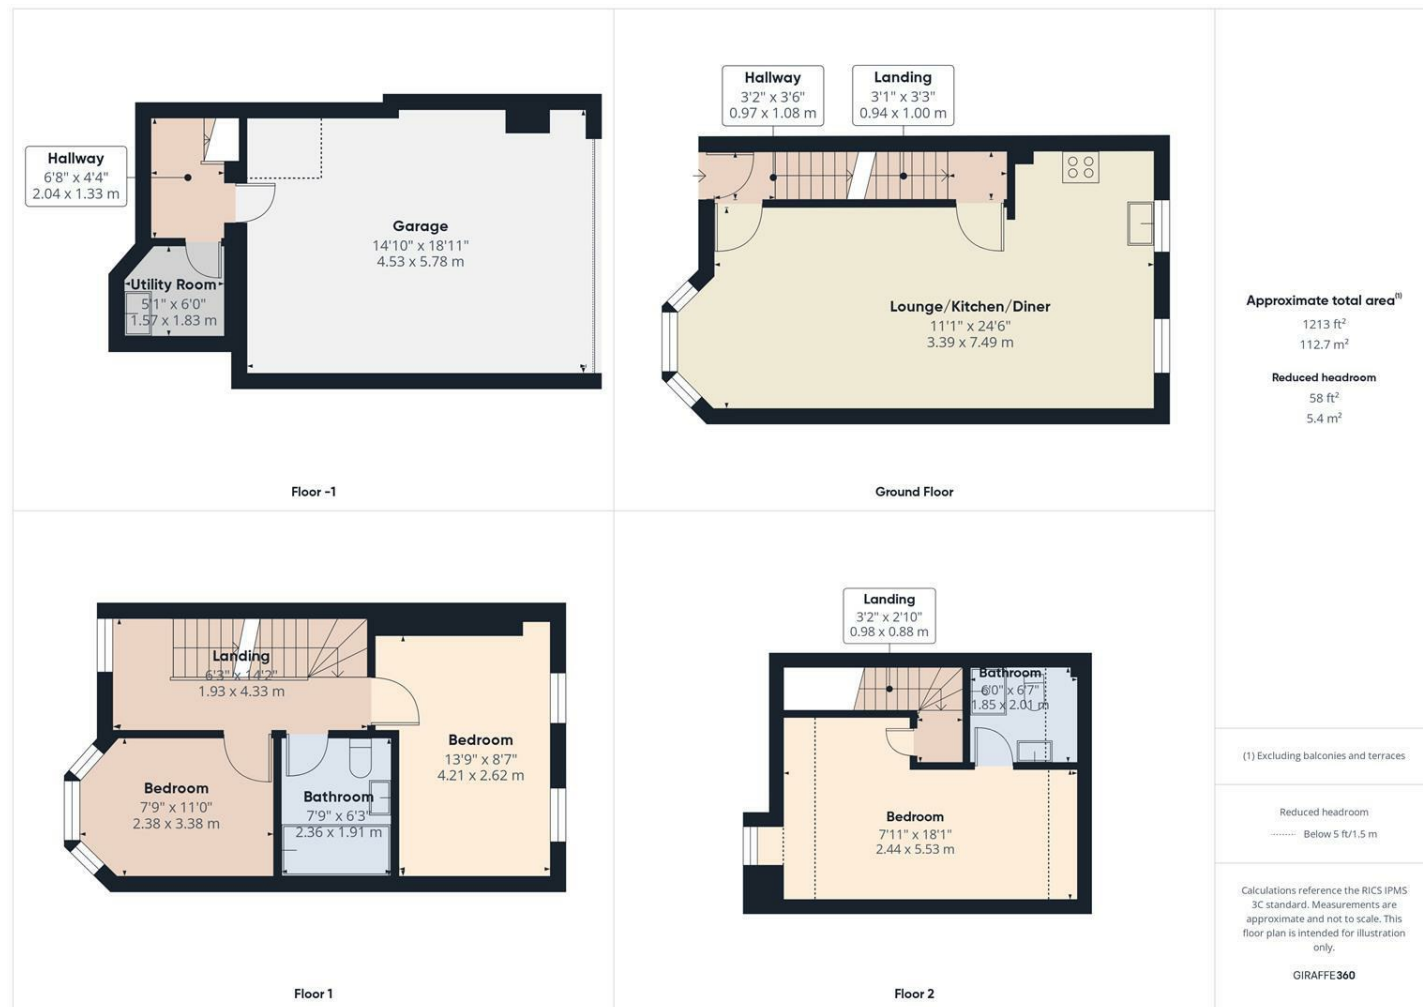 Hallway
6'8" x 4'4"
2.04 x 1.33 m
Garage
14'10" x 18'11"
4.53 x 5.78 m
Utility Room
5'1" x 6'0"
1.57 x 1.83 m
Floor -1
Hallway
3'2" x 3'6"
0.97 x 1.08 m
Landing
3'1" x 3'3"
0.94 x 1.00 m
Lounge/Kitchen/Diner
11'1" x 24'6"
3.39 x 7.49 m
Ground Floor
Landing
6'3" x 14'2"
1.93 x 4.33 m
Bedroom
13'9" x 8'7"
4.21 x 2.62 m
Bedroom
7'9" x 11'0"
2.38 x 3.38 m
Bathroom
7'9" x 6'3"
2.36 x 1.91 m
Floor 1
Landing
3'2" x 2'10"
0.98 x 0.88 m
Bathroom
6'0" x 6'7"
1.85 x 2.01 m
Bedroom
7'11" x 18'1"
2.44 x 5.53 m
Floor 2
Approximate total area(1)
1213 ft²
112.7 m²
Reduced headroom
58 ft²
5.4 m²
(1) Excluding balconies and terraces
Reduced headroom
Below 5 ft/1.5 m
Calculations reference the RICS IPMS
3C standard. Measurements are
approximate and not to scale. This
floor plan is intended for illustration
only.
GIRAFFE360